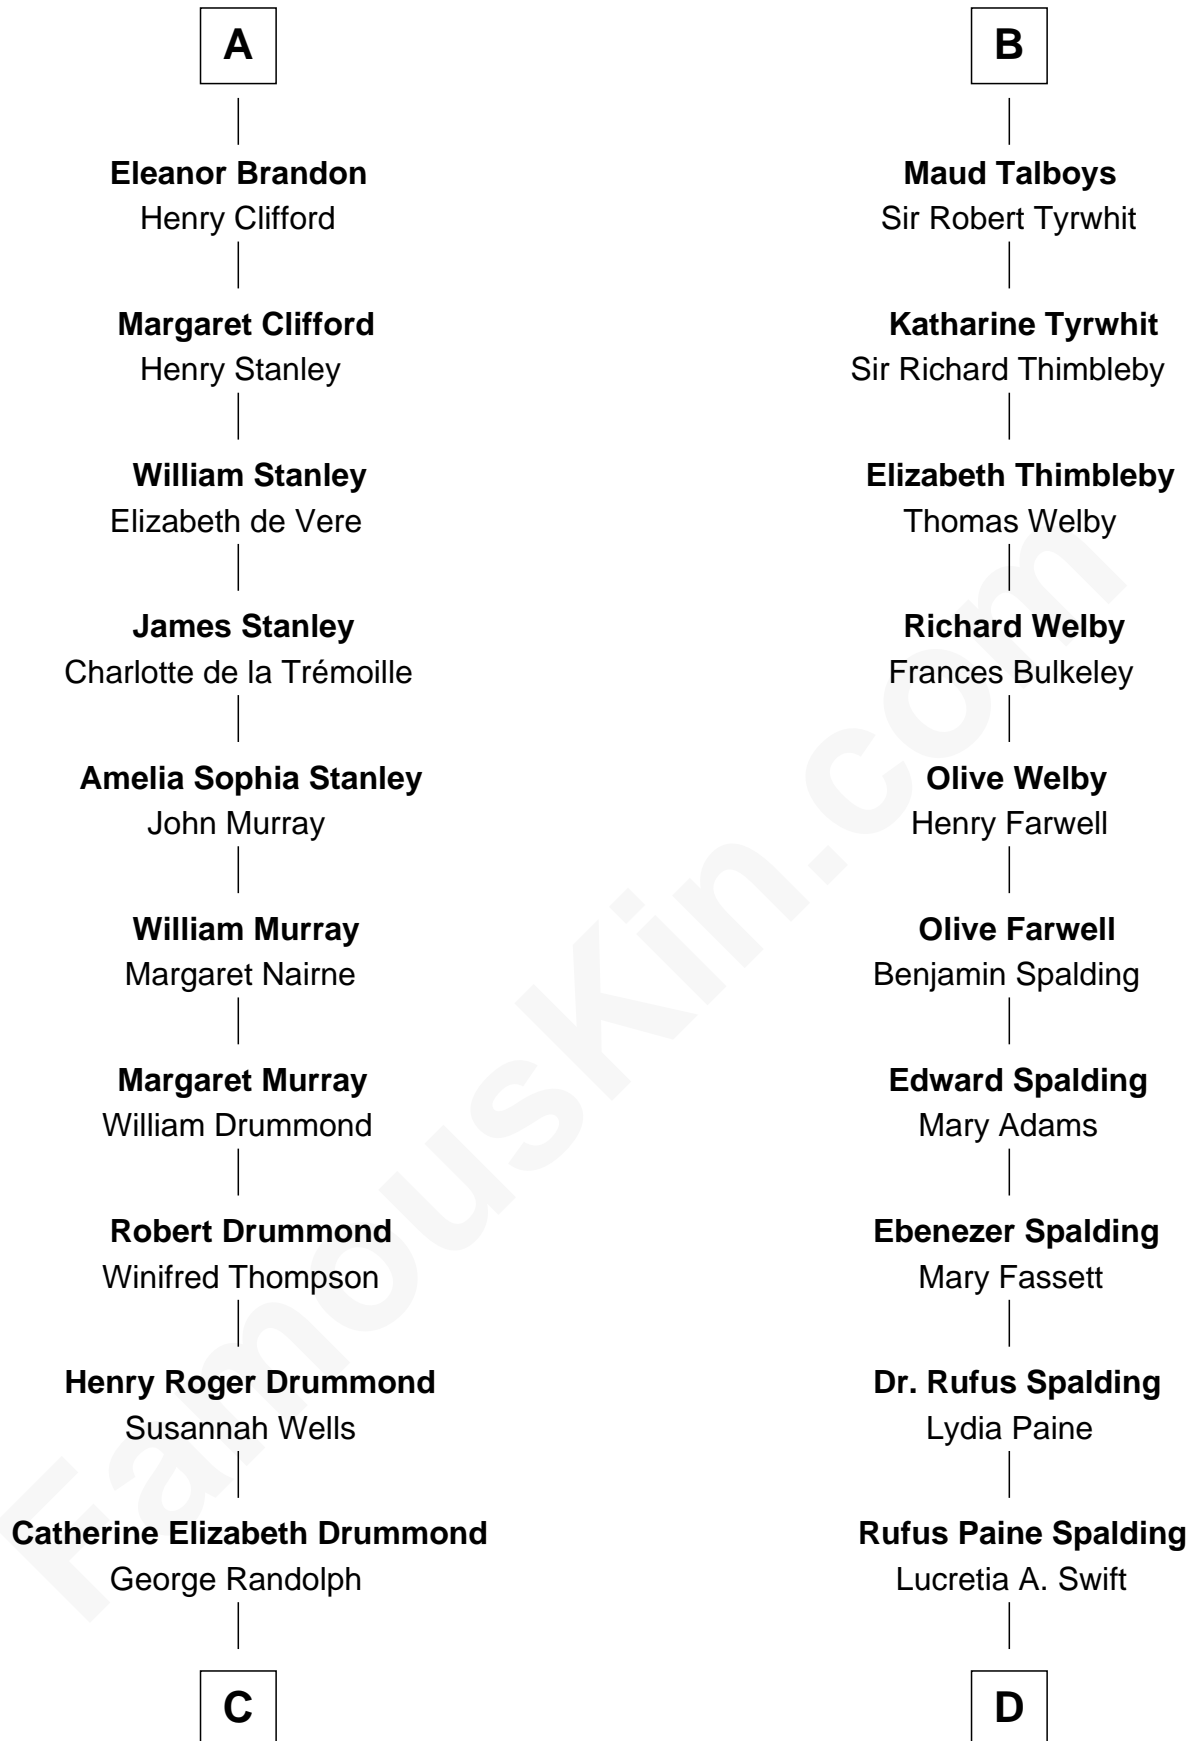 A
Eleanor Brandon
Henry Clifford
Margaret Clifford
Henry Stanley
William Stanley
Elizabeth de Vere
James Stanley
Charlotte de la Trémoille
Amelia Sophia Stanley
John Murray
William Murray
Margaret Nairne
Margaret Murray
William Drummond
Robert Drummond
Winifred Thompson
Henry Roger Drummond
Susannah Wells
Catherine Elizabeth Drummond
George Randolph
C
B
Maud Talboys
Sir Robert Tyrwhit
Katharine Tyrwhit
Sir Richard Thimbleby
Elizabeth Thimbleby
Thomas Welby
Richard Welby
Frances Bulkeley
Olive Welby
Henry Farwell
Olive Farwell
Benjamin Spalding
Edward Spalding
Mary Adams
Ebenezer Spalding
Mary Fassett
Dr. Rufus Spalding
Lydia Paine
Rufus Paine Spalding
Lucretia A. Swift
D
FamousKin.com